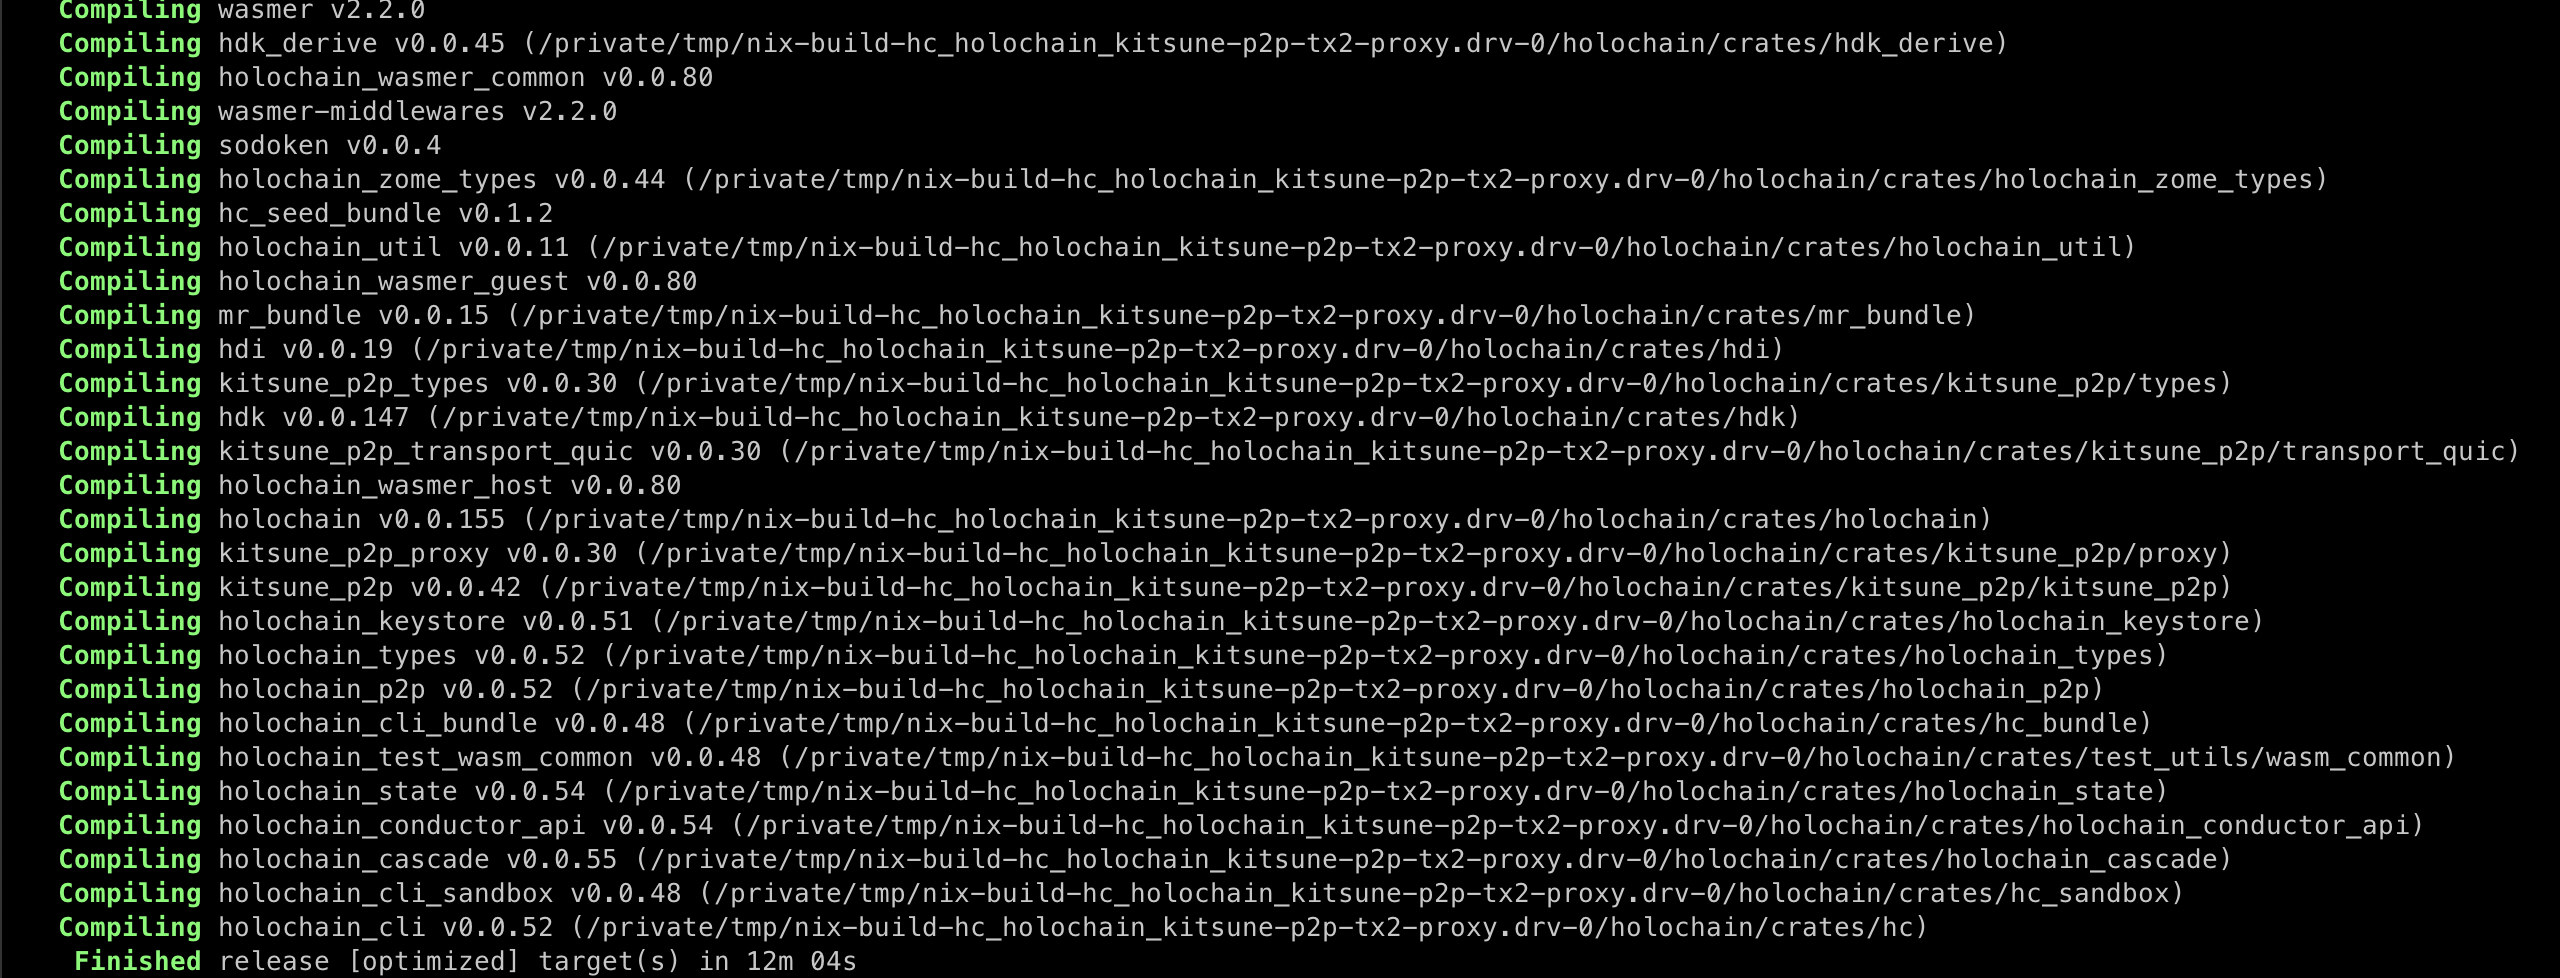 Compiling wasmer v2.2.0
Compiling hdk_derive v0.0.45 (/private/tmp/nix-build-hc_holochain_kitsune-p2p-tx2-proxy.drv-0/holochain/crates/hdk_derive)
Compiling holochain_wasmer_common v0.0.80
Compiling wasmer-middlewares v2.2.0
Compiling sodoken v0.0.4
Compiling holochain_zome_types v0.0.44 (/private/tmp/nix-build-hc_holochain_kitsune-p2p-tx2-proxy.drv-0/holochain/crates/holochain_zome_types)
Compiling hc_seed_bundle v0.1.2
Compiling holochain_util v0.0.11 (/private/tmp/nix-build-hc_holochain_kitsune-p2p-tx2-proxy.drv-0/holochain/crates/holochain_util)
Compiling holochain_wasmer_guest v0.0.80
Compiling mr_bundle v0.0.15 (/private/tmp/nix-build-hc_holochain_kitsune-p2p-tx2-proxy.drv-0/holochain/crates/mr_bundle)
Compiling hdi v0.0.19 (/private/tmp/nix-build-hc_holochain_kitsune-p2p-tx2-proxy.drv-0/holochain/crates/hdi)
Compiling kitsune_p2p_types v0.0.30 (/private/tmp/nix-build-hc_holochain_kitsune-p2p-tx2-proxy.drv-0/holochain/crates/kitsune_p2p/types)
Compiling hdk v0.0.147 (/private/tmp/nix-build-hc_holochain_kitsune-p2p-tx2-proxy.drv-0/holochain/crates/hdk)
Compiling kitsune_p2p_transport_quic v0.0.30 (/private/tmp/nix-build-hc_holochain_kitsune-p2p-tx2-proxy.drv-0/holochain/crates/kitsune_p2p/transport_quic)
Compiling holochain_wasmer_host v0.0.80
Compiling holochain v0.0.155 (/private/tmp/nix-build-hc_holochain_kitsune-p2p-tx2-proxy.drv-0/holochain/crates/holochain)
Compiling kitsune_p2p_proxy v0.0.30 (/private/tmp/nix-build-hc_holochain_kitsune-p2p-tx2-proxy.drv-0/holochain/crates/kitsune_p2p/proxy)
Compiling kitsune_p2p v0.0.42 (/private/tmp/nix-build-hc_holochain_kitsune-p2p-tx2-proxy.drv-0/holochain/crates/kitsune_p2p/kitsune_p2p)
Compiling holochain_keystore v0.0.51 (/private/tmp/nix-build-hc_holochain_kitsune-p2p-tx2-proxy.drv-0/holochain/crates/holochain_keystore)
Compiling holochain_types v0.0.52 (/private/tmp/nix-build-hc_holochain_kitsune-p2p-tx2-proxy.drv-0/holochain/crates/holochain_types)
Compiling holochain_p2p v0.0.52 (/private/tmp/nix-build-hc_holochain_kitsune-p2p-tx2-proxy.drv-0/holochain/crates/holochain_p2p)
Compiling holochain_cli_bundle v0.0.48 (/private/tmp/nix-build-hc_holochain_kitsune-p2p-tx2-proxy.drv-0/holochain/crates/hc_bundle)
Compiling holochain_test_wasm_common v0.0.48 (/private/tmp/nix-build-hc_holochain_kitsune-p2p-tx2-proxy.drv-0/holochain/crates/test_utils/wasm_common)
Compiling holochain_state v0.0.54 (/private/tmp/nix-build-hc_holochain_kitsune-p2p-tx2-proxy.drv-0/holochain/crates/holochain_state)
Compiling holochain_conductor_api v0.0.54 (/private/tmp/nix-build-hc_holochain_kitsune-p2p-tx2-proxy.drv-0/holochain/crates/holochain_conductor_api)
Compiling holochain_cascade v0.0.55 (/private/tmp/nix-build-hc_holochain_kitsune-p2p-tx2-proxy.drv-0/holochain/crates/holochain_cascade)
Compiling holochain_cli_sandbox v0.0.48 (/private/tmp/nix-build-hc_holochain_kitsune-p2p-tx2-proxy.drv-0/holochain/crates/hc_sandbox)
Compiling holochain_cli v0.0.52 (/private/tmp/nix-build-hc_holochain_kitsune-p2p-tx2-proxy.drv-0/holochain/crates/hc)
Finished release [optimized] target(s) in 12m 04s